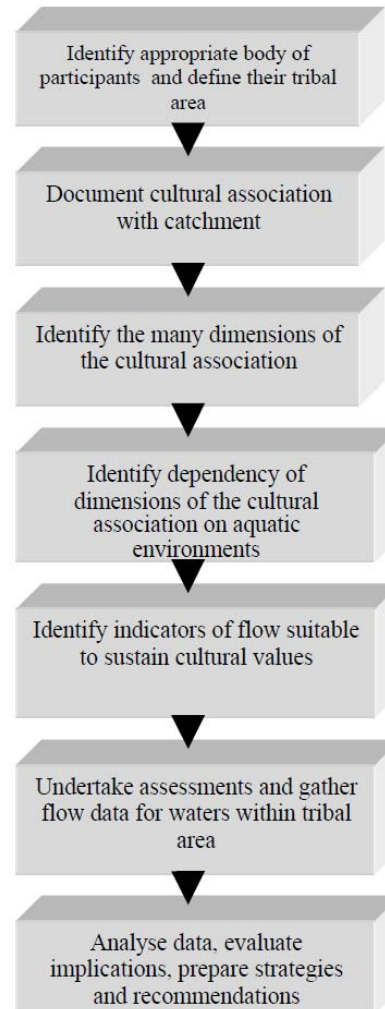 Identify appropriate body of
participants and define their tribal
area
Document cultural association
with catchment
Identify the many dimensions of
the cultural association
Identify dependency of
dimensions of the cultural
association on aquatic
environments
Identify indicators of flow suitable
to sustain cultural values
Undertake assessments and gather
flow data for waters within tribal
area
Analyse data, evaluate
implications, prepare strategies
and recommendations